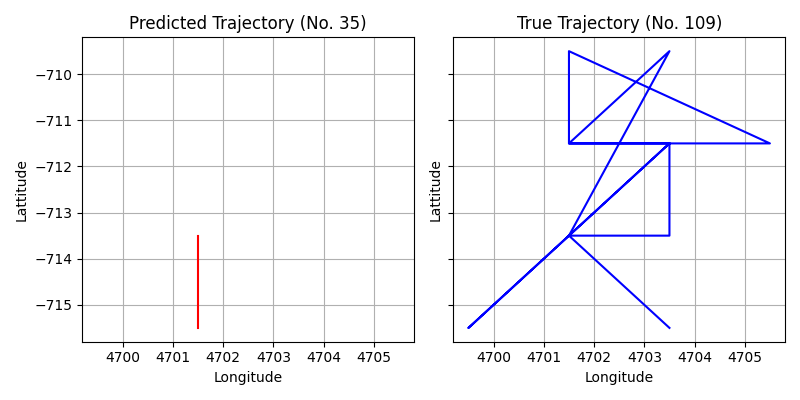 Predicted Trajectory (No. 35)
Lattitude
−710
−711
−712
−713
−714
−715
4700 4701 4702 4703 4704 4705
Longitude
True Trajectory (No. 109)
Lattitude
4700 4701 4702 4703 4704 4705
Longitude